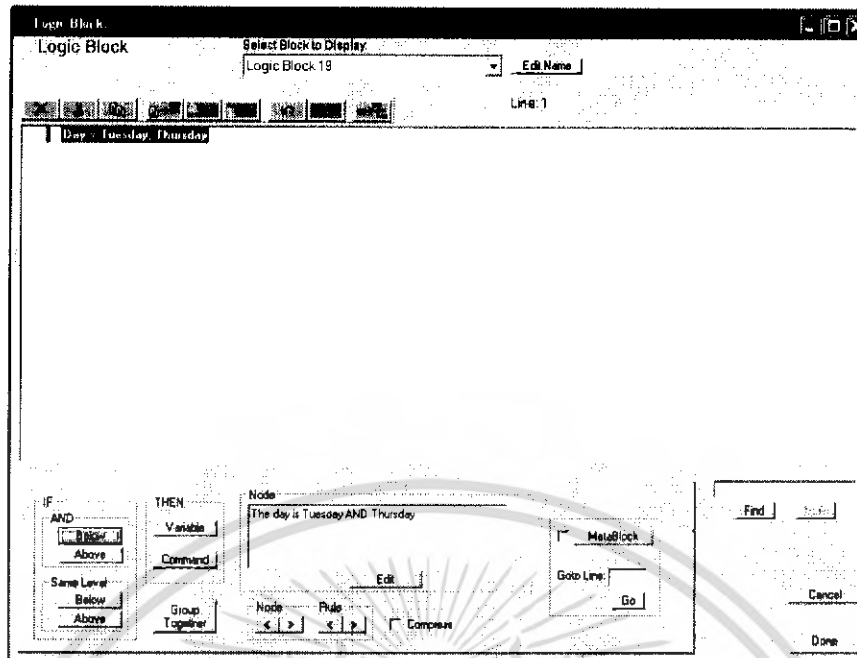 Logic Block
Logic Block
Select Block to Display:
Logic Block 19
Edit Name
Line: 1
Day = Tuesday, Thursday
IF
AND
Below
Above
Same Level
Below
Above
THEN
Variable
Command
Group Together
Node
The day is Tuesday AND Thursday
Edit
Node
< >
Rule
< >
Compress
MetaBlock
Goto Line:
Go
Find
Cancel
Done